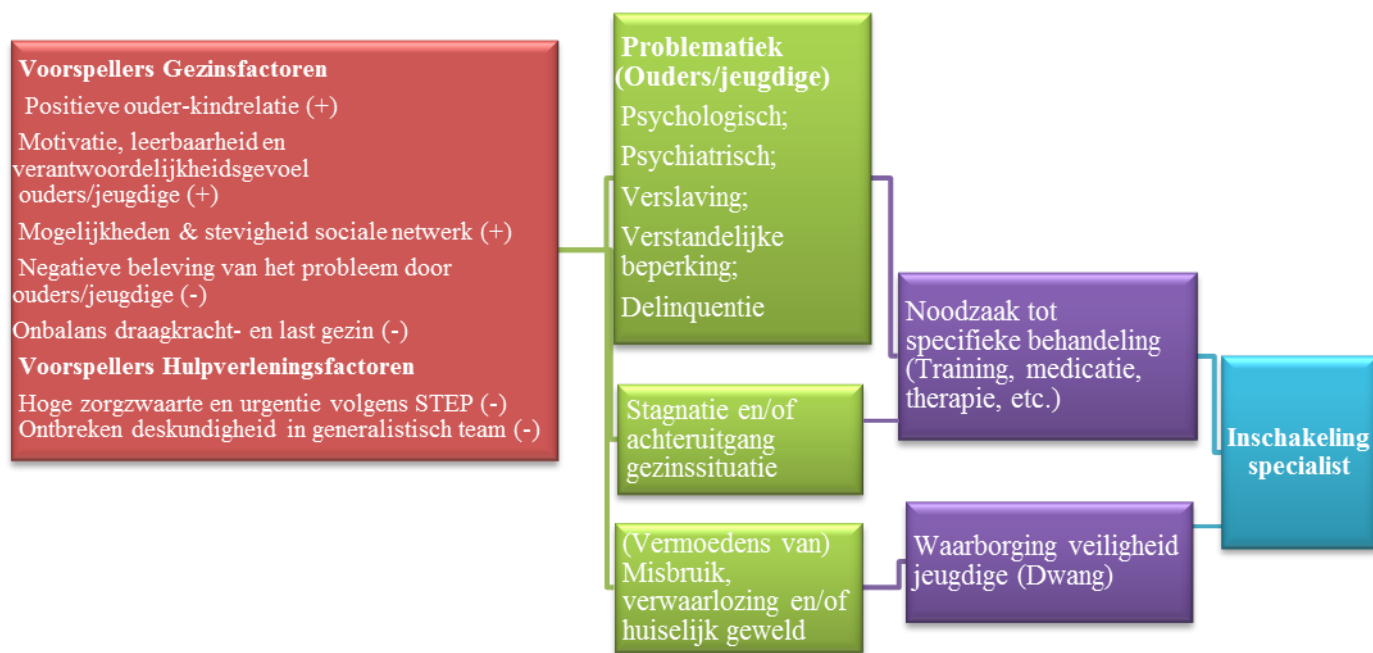 Voorspellers Gezinsfactoren
Positieve ouder-kindrelatie (+)
Motivatie, leerbaarheid en
verantwoordelijkheidsgevoel
ouders/jeugdige (+)
Mogelijkheden & stevigheid sociale netwerk (+)
Negatieve beleving van het probleem door
ouders/jeugdige (-)
Onbalans draagkracht- en last gezin (-)
Voorspellers Hulpverleningsfactoren
Hoge zorgzwaarte en urgentie volgens STEP (-)
Ontbreken deskundigheid in generalistisch team (-)
Problematiek
(Ouders/jeugdige)
Psychologisch;
Psychiatrisch;
Verslaving;
Verstandelijke
beperking;
Delinquentie
Stagnatie en/of
achteruitgang
gezinssituatie
(Vermoedens van)
Misbruik,
verwaarlozing en/of
huiselijk geweld
Noodzaak tot
specifieke behandeling
(Training, medicatie,
therapie, etc.)
Waarborging veiligheid
jeugdige (Dwang)
Inschakeling
specialist